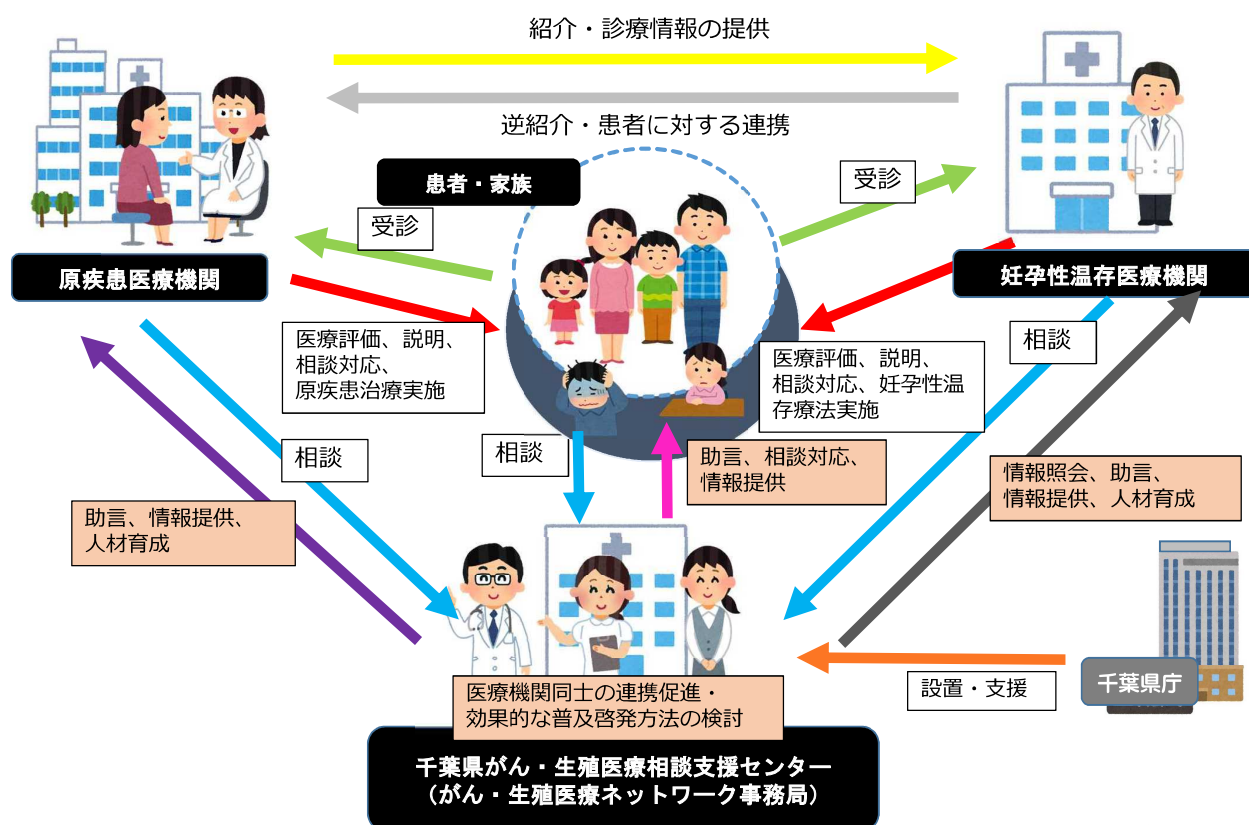 紹介・診療情報の提供
逆紹介・患者に対する連携
患者・家族
受診
受診
原疾患医療機関
妊孕性温存医療機関
医療評価、説明、
相談対応、
原疾患治療実施
医療評価、説明、
相談対応、妊孕性温
存療法実施
相談
相談
相談
助言、相談対応、
情報提供
情報照会、助言、
情報提供、人材育成
助言、情報提供、
人材育成
設置・支援
千葉県庁
医療機関同士の連携促進・
効果的な普及啓発方法の検討
千葉県がん・生殖医療相談支援センター
（がん・生殖医療ネットワーク事務局）